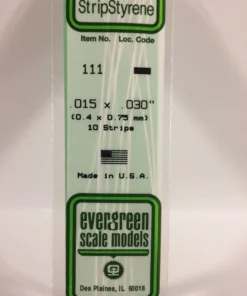 StripStyrene
Item No. Loc. Code
111
.015 x .030"
(0.4 x 0.75 mm)
10 Strips
Made in U.S.A.
evergreen
scale models
Des Plaines, IL 60018